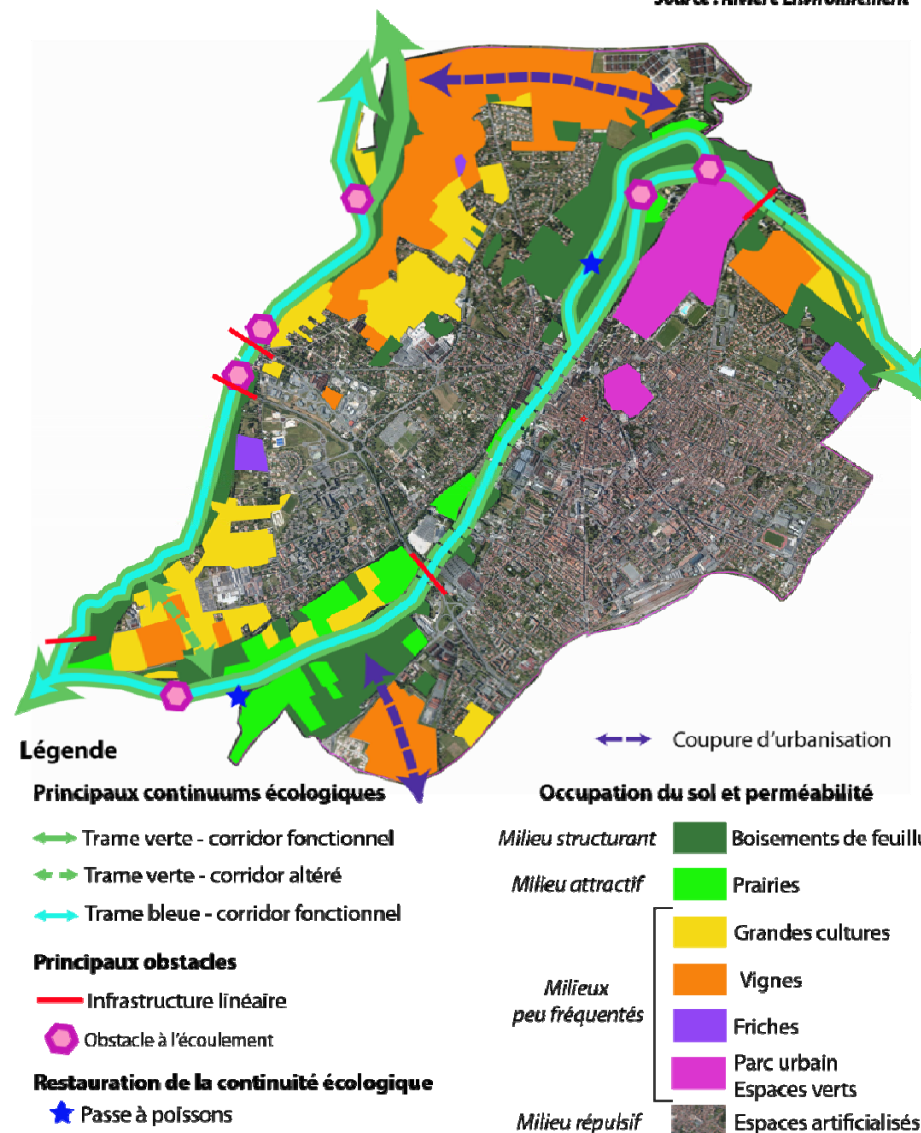 Source : Rivière Environnement
Coupure d'urbanisation
Légende
Principaux continuums écologiques
Trame verte - corridor fonctionnel
Trame verte - corridor altéré
Trame bleue - corridor fonctionnel
Principaux obstacles
Infrastructure linéaire
Obstacle à l'écoulement
Restauration de la continuité écologique
Passe à poissons
Occupation du sol et perméabilité
Milieu structurant
Boisements de feuillu
Milieu attractif
Prairies
Grandes cultures
Vignes
Milieux
peu fréquentés
Friches
Parc urbain
Espaces verts
Milieu répulsif
Espaces artificialisés